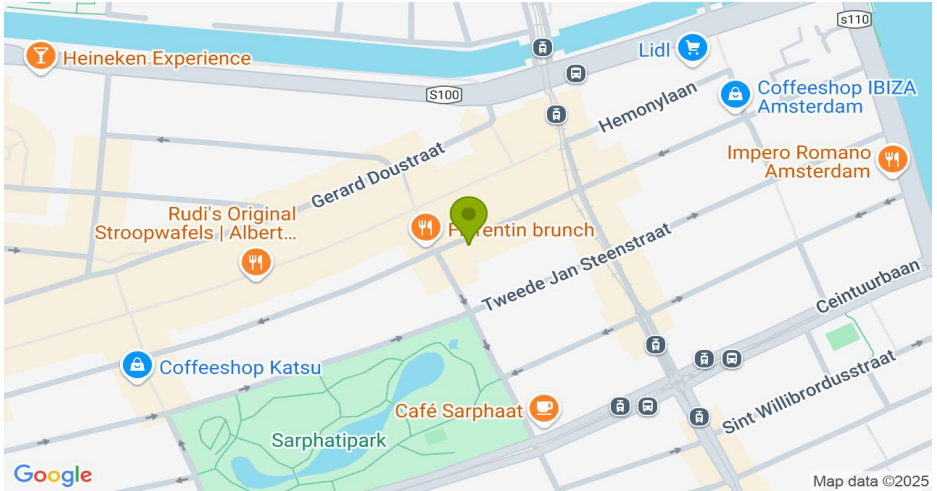 s110
Lidl
Heineken Experience
S100
Coffeeshop IBIZA
Amsterdam
Hemonylaan
Impero Romano
Amsterdam
Gerard Doustraat
Rudi's Original
Stroopwafels | Albert...
brunch
Tweede Jan Steenstraat
Ceintuurbaan
Coffeeshop Katsu
Café Sarphaat
Sint Willibrordusstraat
Sarphatipark
Google
Map data ©2025